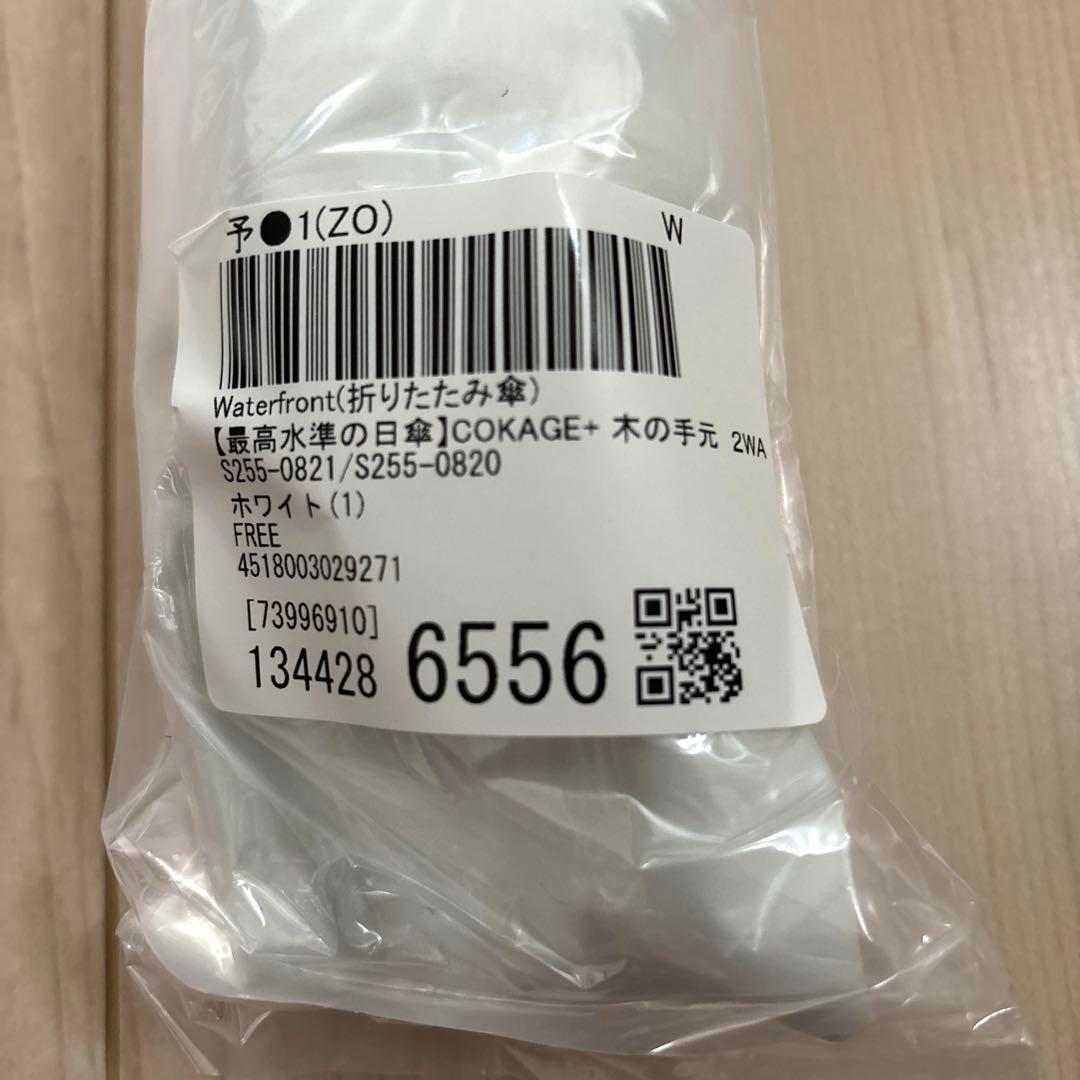 予●1(ZO) W
Waterfront(折りたたみ傘)
【最高水準の日傘】COKAGE+ 木の手元 2WA
S255-0821/S255-0820
ホワイト(1)
FREE
4518003029271
[73996910]
134428 6556